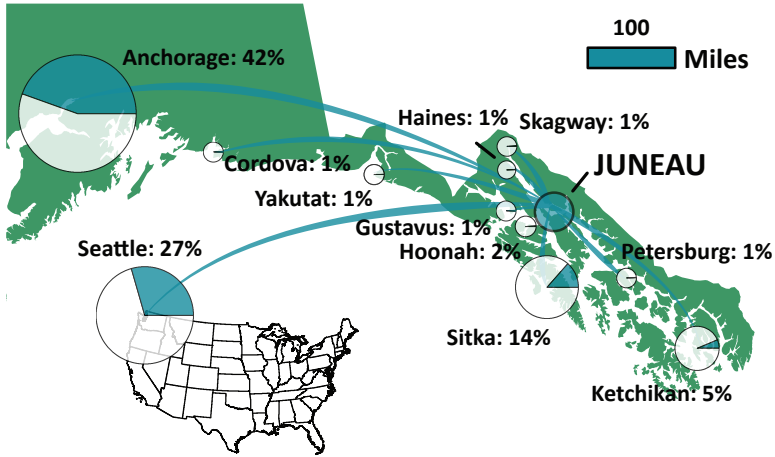 100
Miles
Anchorage: 42%
Haines: 1%
Skagway: 1%
JUNEAU
Cordova: 1%
Yakutat: 1%
Gustavus: 1%
Hoonah: 2%
Petersburg: 1%
Seattle: 27%
Sitka: 14%
Ketchikan: 5%